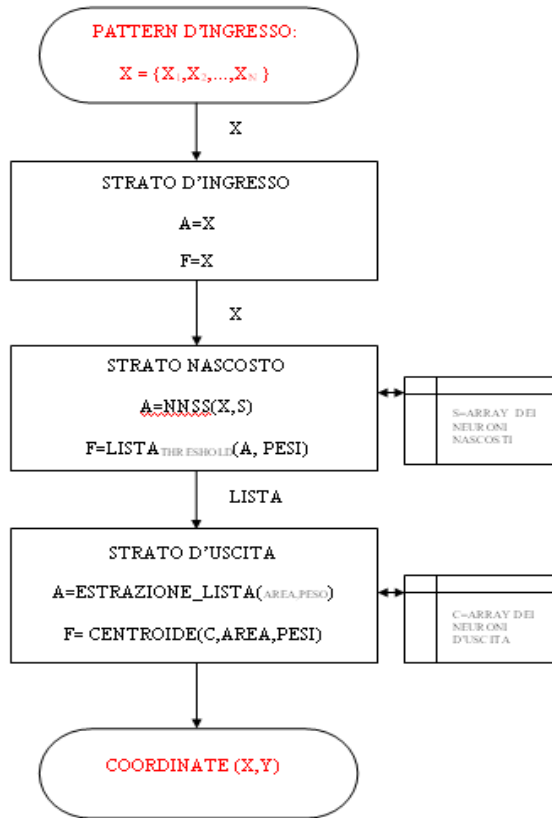 PATTERN D'INGRESSO:
X = {X1,X2,...,XN }
X
STRATO D'INGRESSO
A=X
F=X
X
STRATO NASCOSTO
A=NNSS(X,S)
F=LISTATHRESHOLD(A, PESI)
S=ARRAY DEI
NEURONI
NASCOSTI
LISTA
STRATO D'USCITA
A=ESTRAZIONE_LISTA(AREA,PESO)
F= CENTROIDE(C,AREA,PESI)
C=ARRAY DEI
NEURONI
D'USCITA
COORDINATE (X,Y)